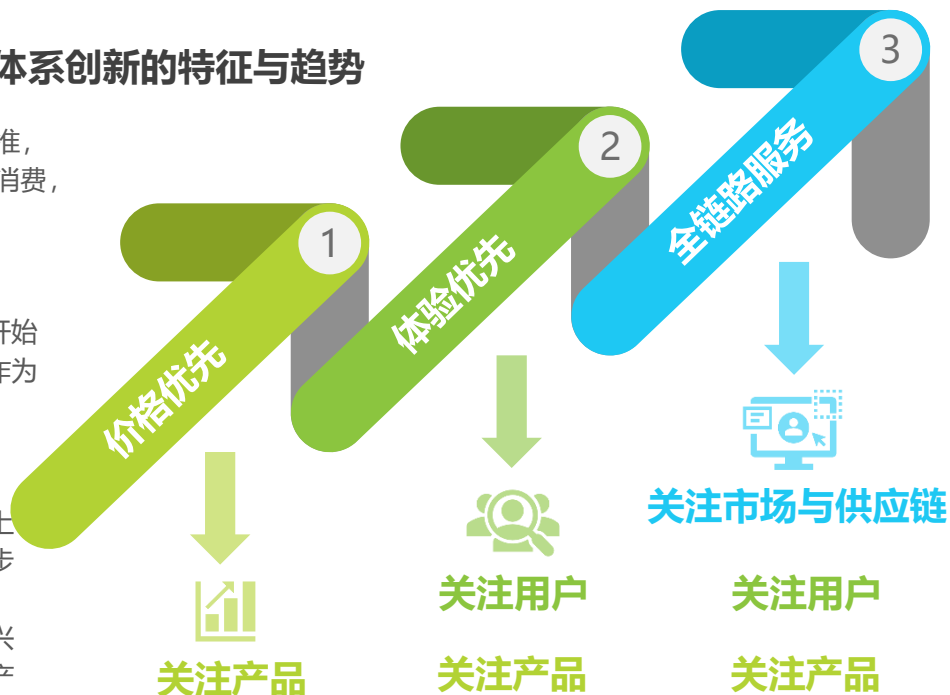 体系创新的特征与趋势
准，
消费，
开始
作为
上
步
兴
1
价格优先
关注产品
2
体验优先
关注用户
关注产品
3
全链路服务
关注市场与供应链
关注用户
关注产品